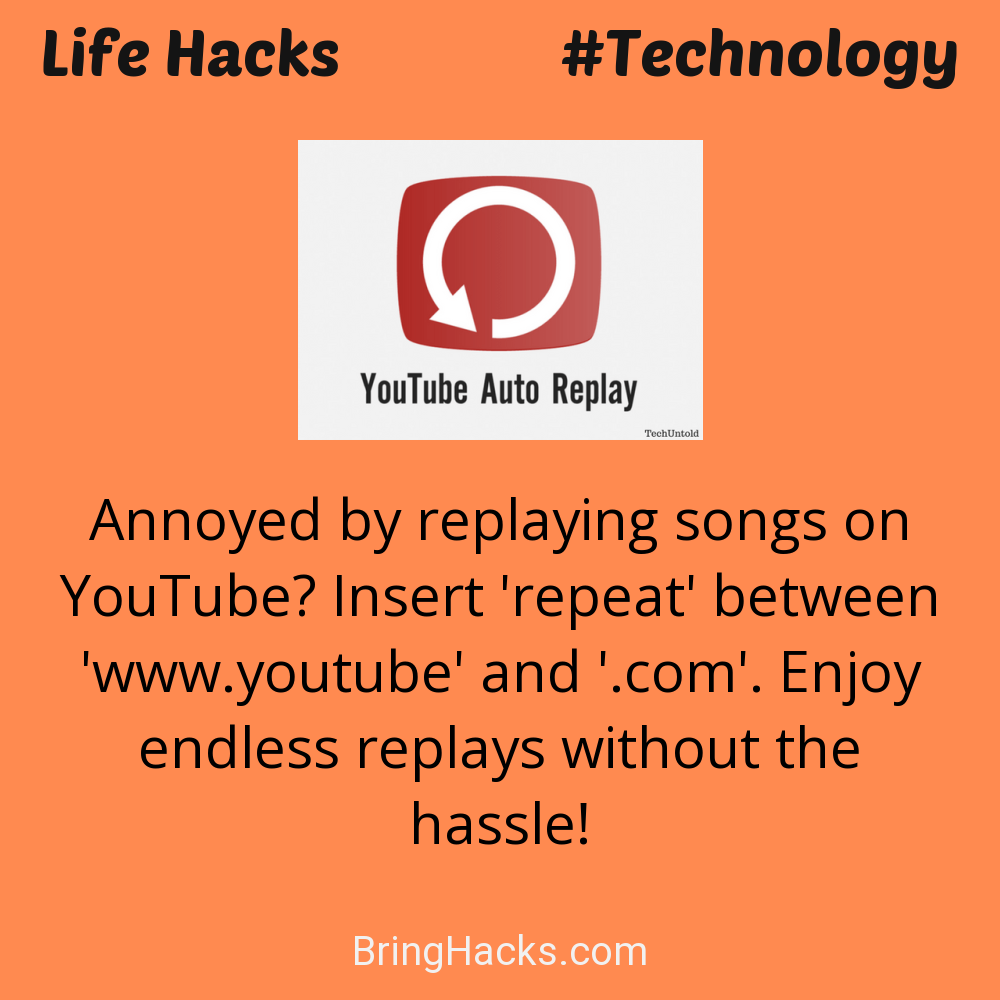 Life Hacks
#Technology
YouTube Auto Replay
TechUntold
Annoyed by replaying songs on
YouTube? Insert 'repeat' between
'www.youtube' and '.com'. Enjoy
endless replays without the
hassle!
BringHacks.com